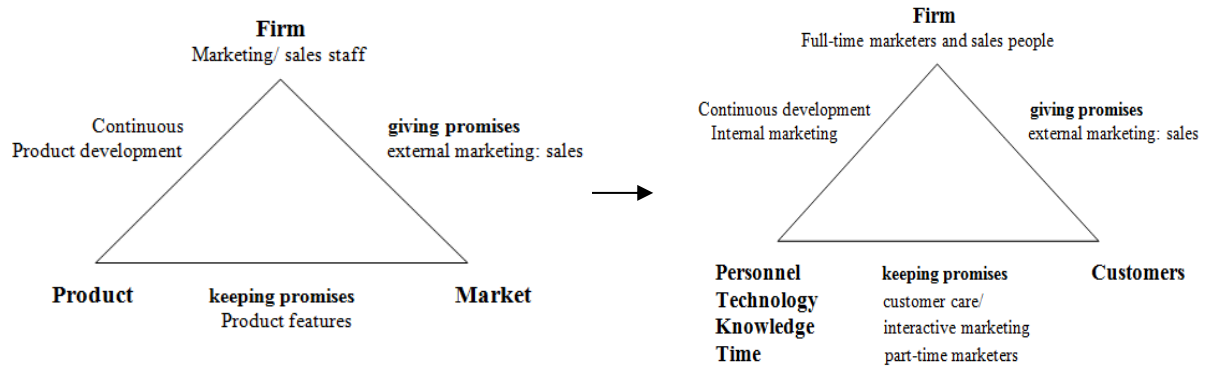 Firm
Marketing/ sales staff
Continuous
Product development
giving promises
external marketing: sales
Product
keeping promises
Product features
Market
Firm
Full-time marketers and sales people
Continuous development
Internal marketing
giving promises
external marketing: sales
Personnel
Technology
Knowledge
Time
keeping promises
customer care/
interactive marketing
part-time marketers
Customers